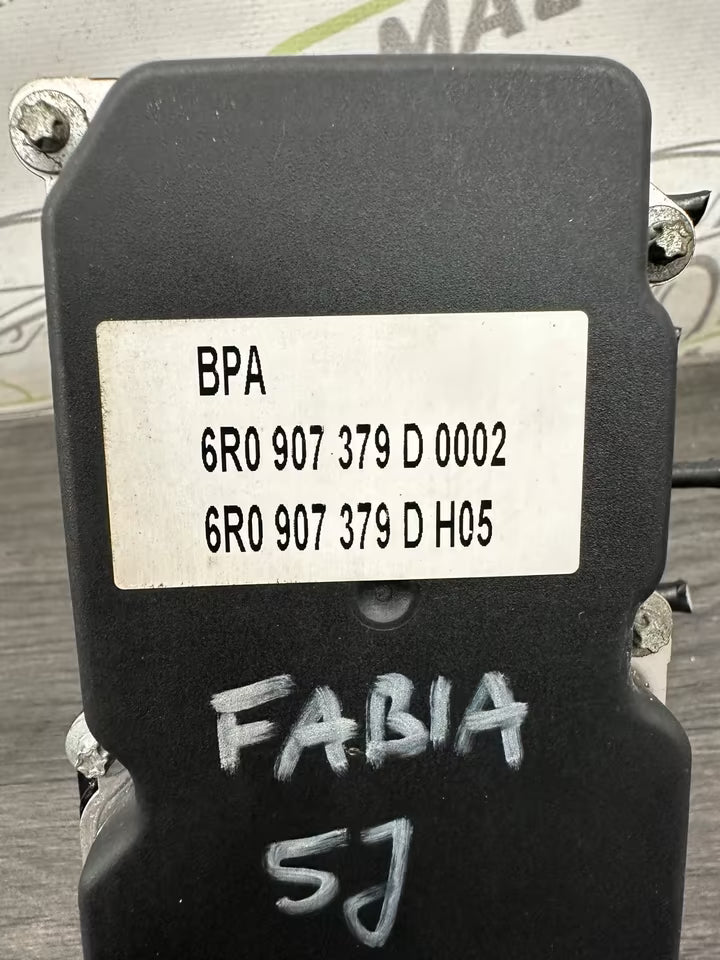 BPA
6R0 907 379 D 0002
6R0 907 379 D H05
FABIA
5J